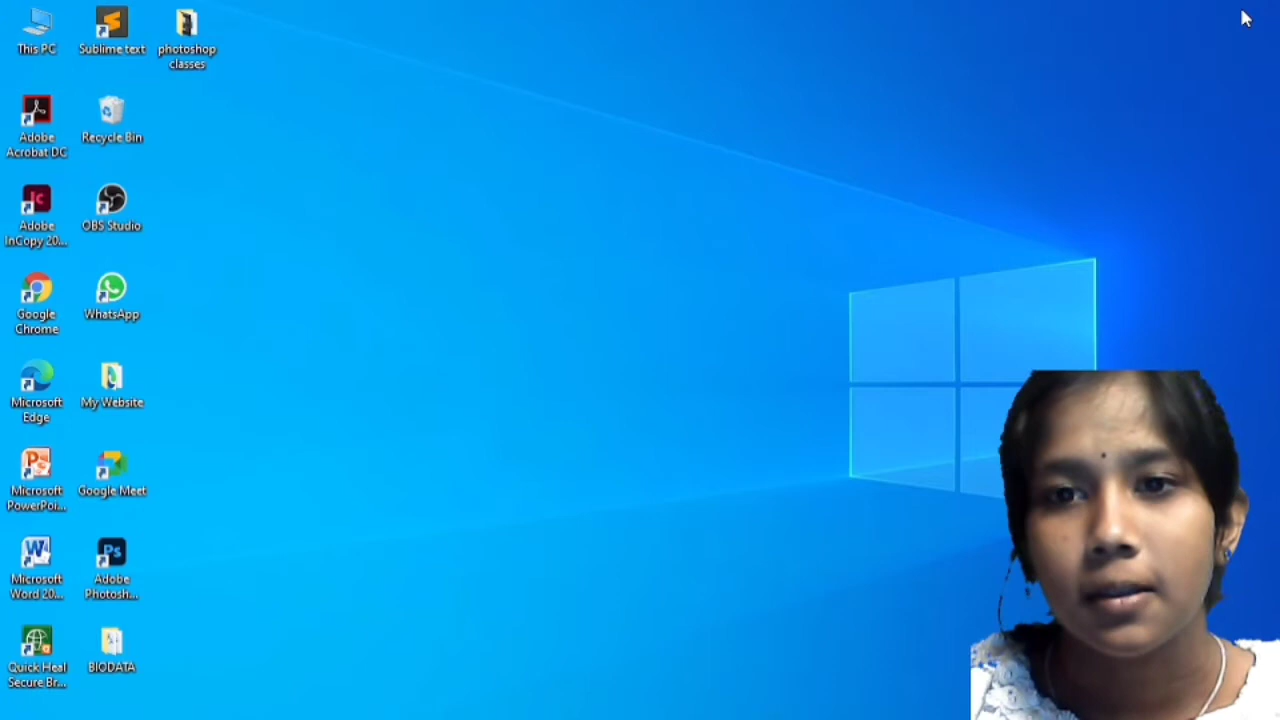 This PC
Sublime text
photoshop
classes
Adobe
Acrobat DC
Recycle Bin
Adobe
InCopy 20...
OBS Studio
Google
Chrome
WhatsApp
Microsoft
Edge
My Website
Microsoft
PowerPoi...
Google Meet
Microsoft
Word 20...
Adobe
Photosh...
Quick Heal
Secure Br...
BIODATA